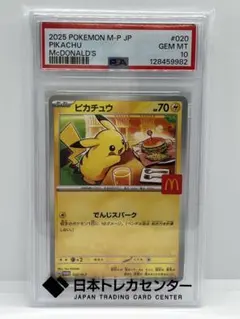 2025 POKEMON M-P JP #020
PIKACHU GEM MT
McDONALD'S 10
PSA 128459982
ピカチュウ HP70
でんじスパーク
日本トレカセンター
JAPAN TRADING CARD CENTER